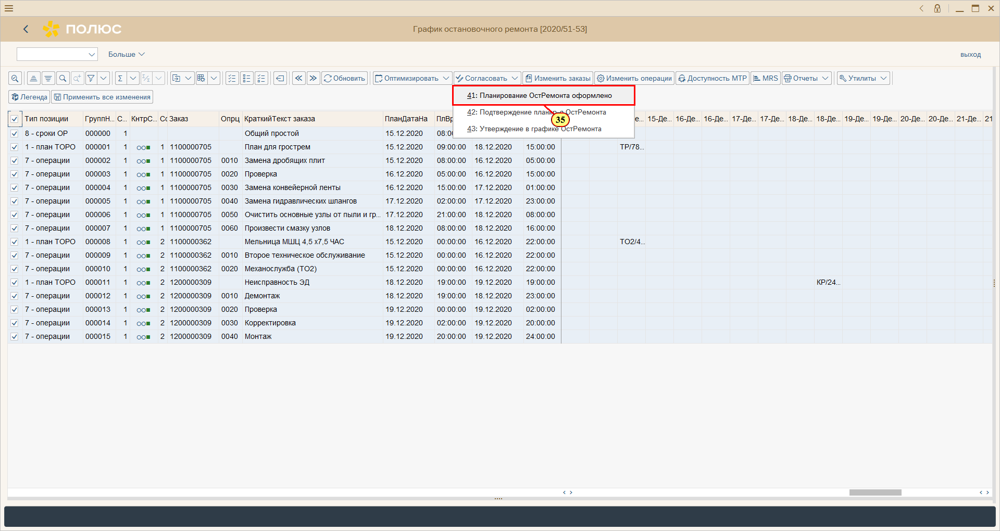 ПОЛЮС
График остановочного ремонта [2020/51-53]
Больше
выход
Обновить Оптимизировать Согласовать Изменить заказы Изменить операции Доступность МТР MRS Отчеты Утилиты
Легенда Применить все изменения
41: Планирование ОстРемонта оформлено
42: Подтверждение планир-я ОстРемонта
35
43: Утверждение в графике ОстРемонта
Тип позиции ГруппН... С... КнтрС... Сс Заказ Опрц КраткийТекст заказа ПланДатаНа ПлВр е... 15-Де... 16-Де... 16-Де... 17-Де... 17-Де... 18-Де... 18-Де... 19-Де... 19-Де... 20-Де... 20-Де... 21-Де... 21
8 - сроки ОР 000000 1 Общий простой 15.12.2020 08:00
1 - план ТОРО 000001 1 1 1100000705 План для грострем 15.12.2020 09:00:00 18.12.2020 15:00:00 ТР/78...
7 - операции 000002 1 1 1100000705 0010 Замена дробящих плит 15.12.2020 08:00:00 16.12.2020 05:00:00
7 - операции 000003 1 1 1100000705 0020 Проверка 16.12.2020 05:00:00 16.12.2020 15:00:00
7 - операции 000004 1 1 1100000705 0030 Замена конвейерной ленты 16.12.2020 15:00:00 17.12.2020 01:00:00
7 - операции 000005 1 1 1100000705 0040 Замена гидравлических шлангов 17.12.2020 02:00:00 17.12.2020 23:00:00
7 - операции 000006 1 1 1100000705 0050 Очистить основные узлы от пыли и гр... 17.12.2020 21:00:00 18.12.2020 08:00:00
7 - операции 000007 1 1 1100000705 0060 Произвести смазку узлов 18.12.2020 08:00:00 18.12.2020 16:00:00
1 - план ТОРО 000008 1 2 1100000362 Мельница МШЦ 4,5 х7,5 ЧАС 15.12.2020 00:00:00 16.12.2020 22:00:00 ТО2/4...
7 - операции 000009 1 2 1100000362 0010 Второе техническое обслуживание 15.12.2020 00:00:00 16.12.2020 22:00:00
7 - операции 000010 1 2 1100000362 0020 Механослужба (ТО2) 15.12.2020 00:00:00 16.12.2020 22:00:00
1 - план ТОРО 000011 1 2 1200000309 Неисправность ЭД 18.12.2020 19:00:00 19.12.2020 19:00:00 КР/24...
7 - операции 000012 1 2 1200000309 0010 Демонтаж 18.12.2020 19:00:00 18.12.2020 23:00:00
7 - операции 000013 1 2 1200000309 0020 Проверка 19.12.2020 00:00:00 19.12.2020 02:00:00
7 - операции 000014 1 2 1200000309 0030 Корректировка 19.12.2020 02:00:00 19.12.2020 20:00:00
7 - операции 000015 1 2 1200000309 0040 Монтаж 19.12.2020 20:00:00 19.12.2020 24:00:00